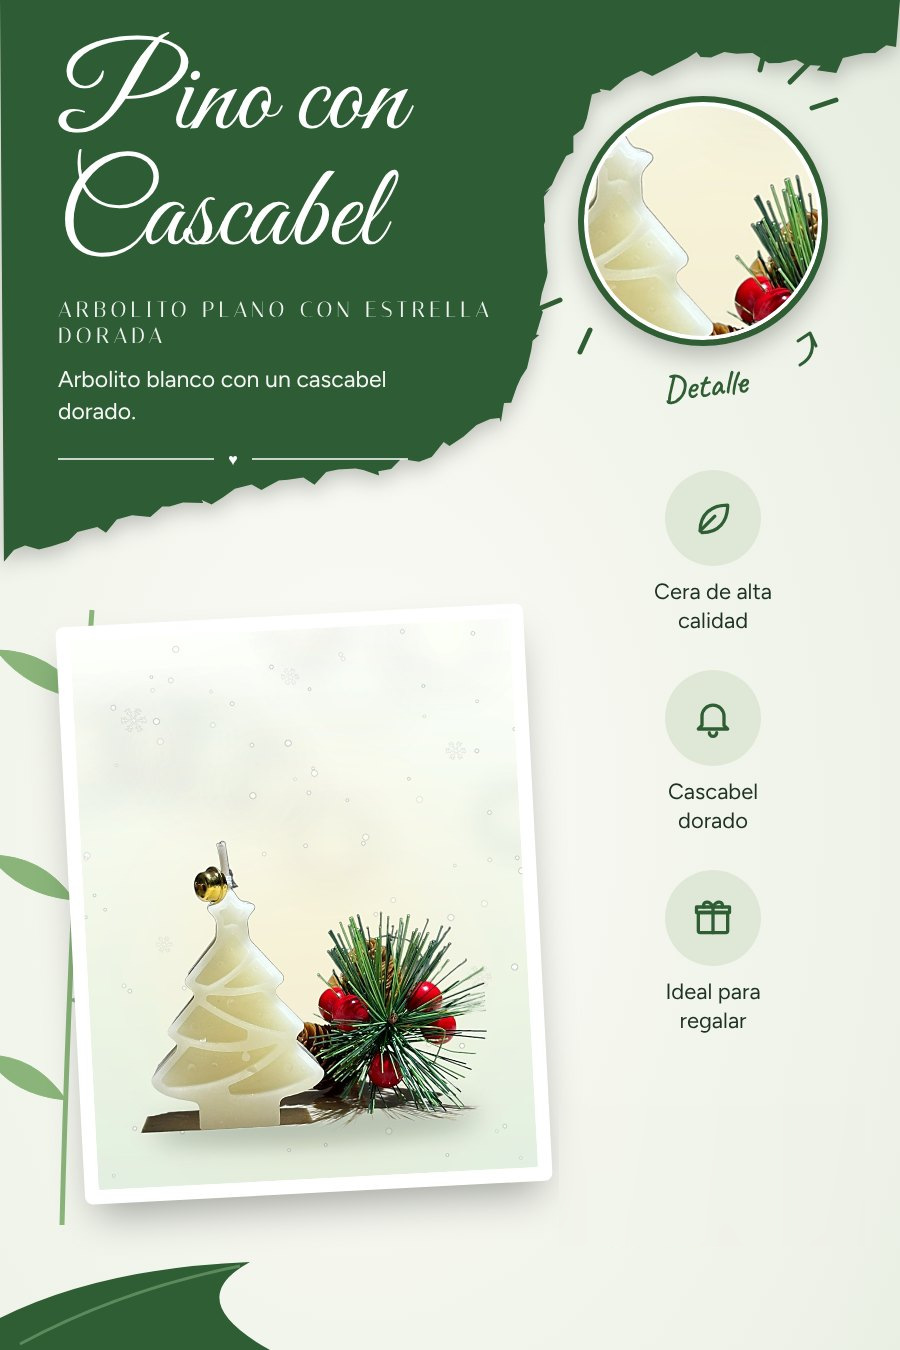 Pino con
Cascabel
ARBOLITO PLANO CON ESTRELLA
DORADA
Arbolito blanco con un cascabel
dorado.
♥
Detalle
Cera de alta
calidad
Cascabel
dorado
Ideal para
regalar